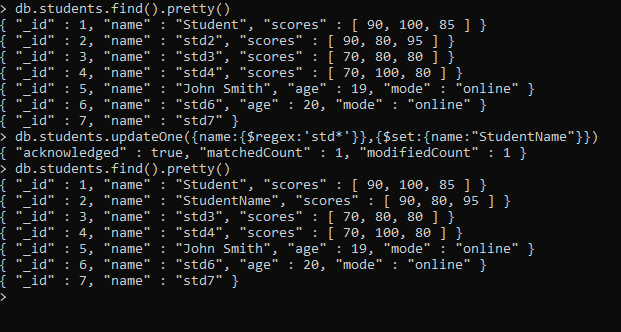 > db.students.find().pretty()
{ "_id" : 1, "name" : "Student", "scores" : [ 90, 100, 85 ] }
{ "_id" : 2, "name" : "std2", "scores" : [ 90, 80, 95 ] }
{ "_id" : 3, "name" : "std3", "scores" : [ 70, 80, 80 ] }
{ "_id" : 4, "name" : "std4", "scores" : [ 70, 100, 80 ] }
{ "_id" : 5, "name" : "John Smith", "age" : 19, "mode" : "online" }
{ "_id" : 6, "name" : "std6", "age" : 20, "mode" : "online" }
{ "_id" : 7, "name" : "std7" }
> db.students.updateOne({name:{$regex:'std*'}},{$set:{name:"StudentName"}})
{ "acknowledged" : true, "matchedCount" : 1, "modifiedCount" : 1 }
> db.students.find().pretty()
{ "_id" : 1, "name" : "Student", "scores" : [ 90, 100, 85 ] }
{ "_id" : 2, "name" : "StudentName", "scores" : [ 90, 80, 95 ] }
{ "_id" : 3, "name" : "std3", "scores" : [ 70, 80, 80 ] }
{ "_id" : 4, "name" : "std4", "scores" : [ 70, 100, 80 ] }
{ "_id" : 5, "name" : "John Smith", "age" : 19, "mode" : "online" }
{ "_id" : 6, "name" : "std6", "age" : 20, "mode" : "online" }
{ "_id" : 7, "name" : "std7" }
>